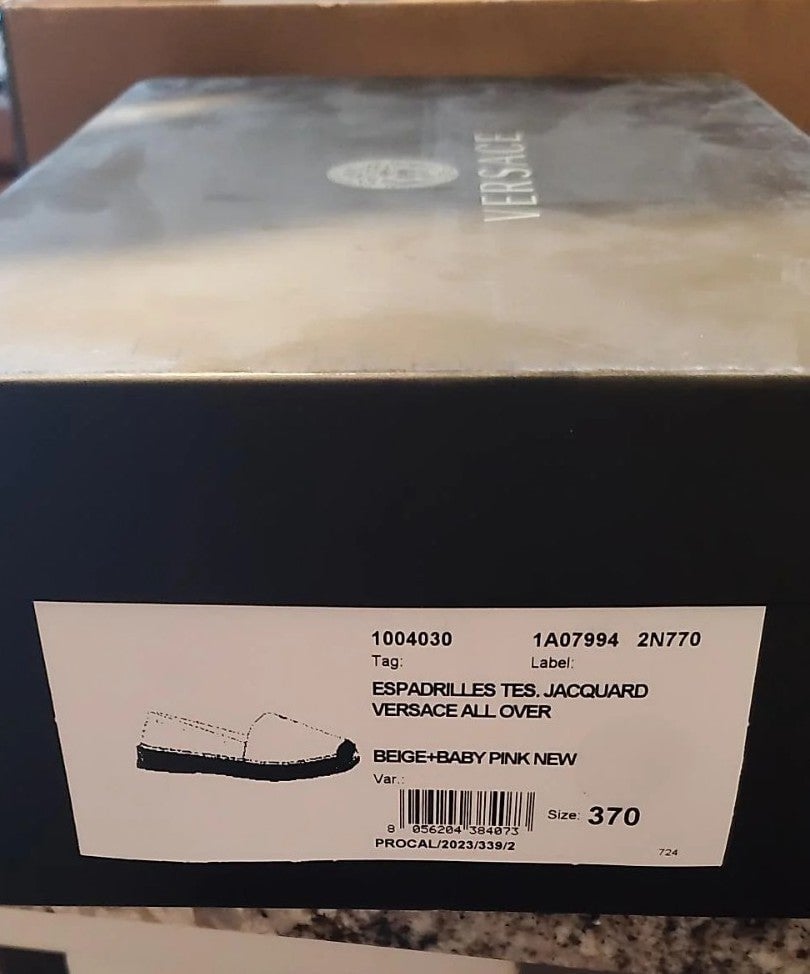 VERSACE
1004030 1A07994 2N770
Tag: Label:
ESPADRILLES TES. JACQUARD
VERSACE ALL OVER
BEIGE+BABY PINK NEW
Var.:
Size: 370
8 056204 384073
PROCAL/2023/339/2
724